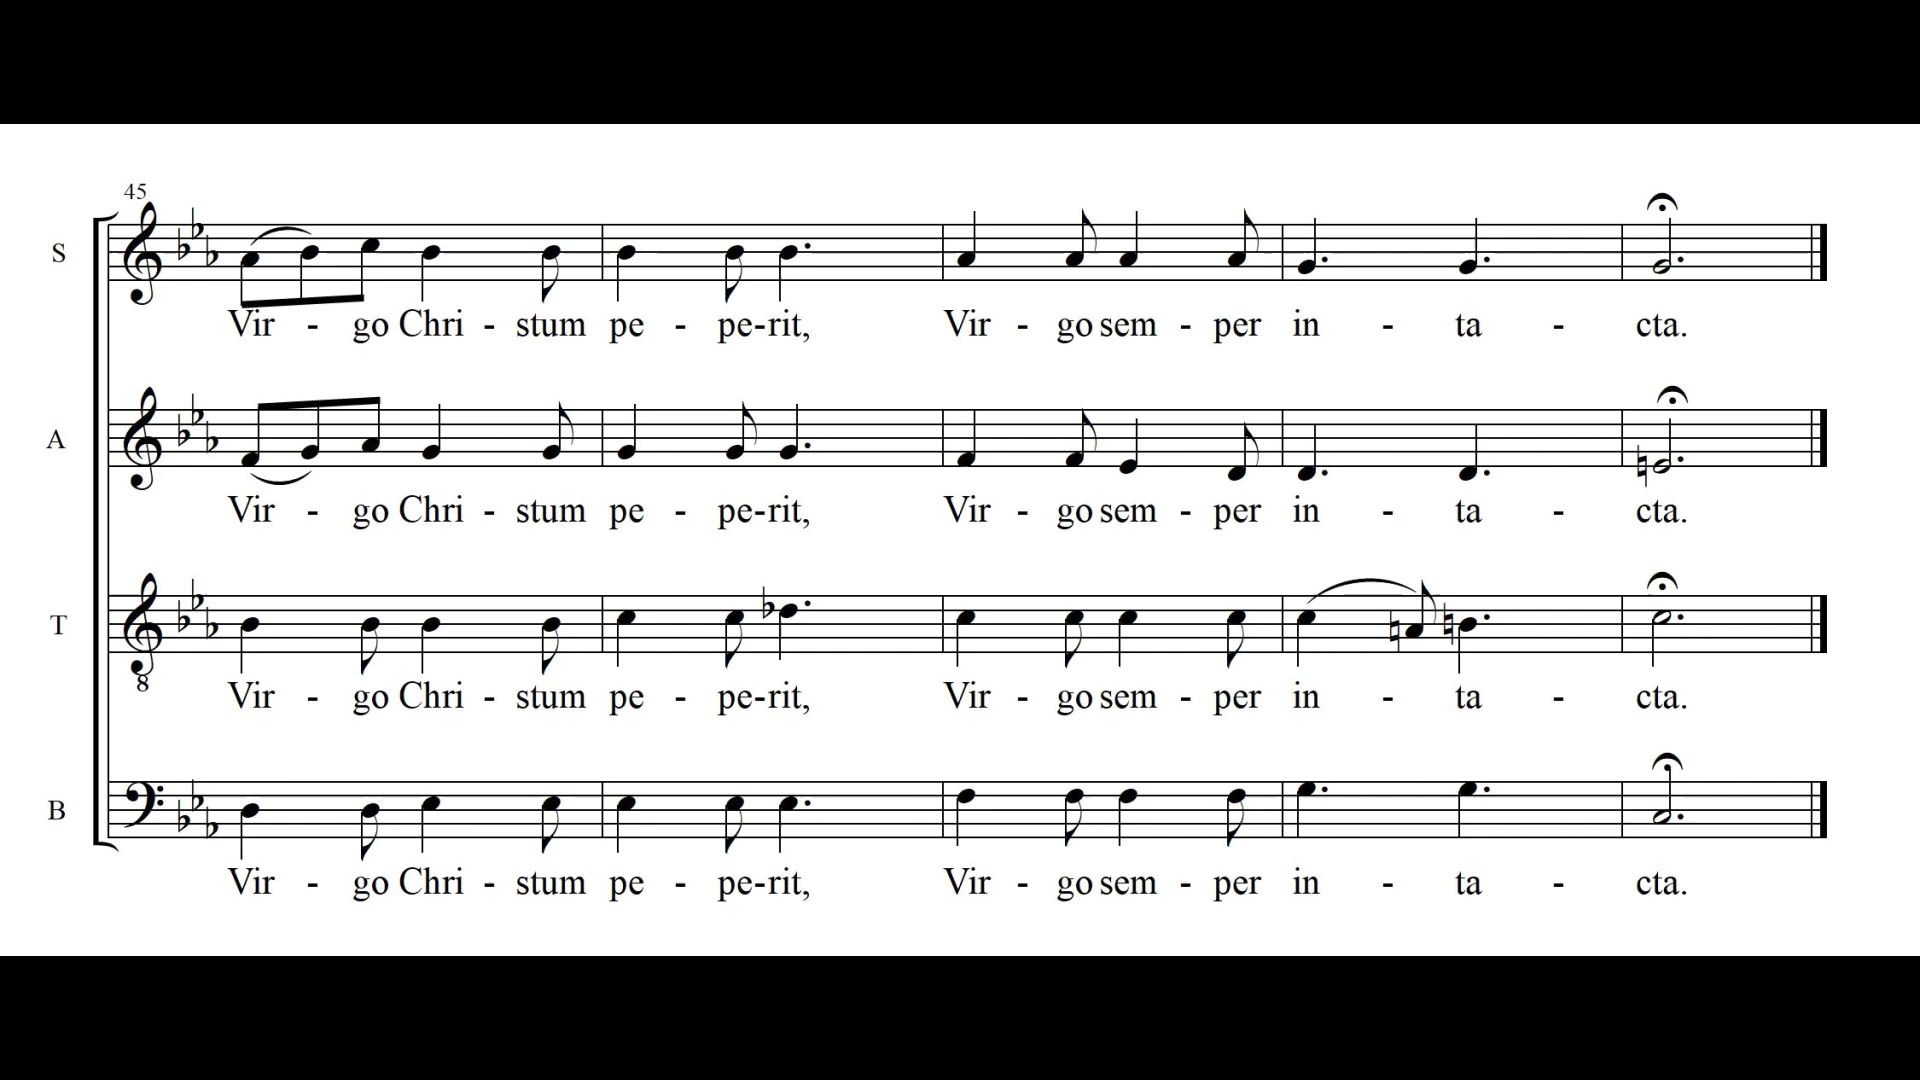 45
S
Vir - go Chri - stum pe - pe-rit, Vir - go sem - per in - ta - cta.
A
Vir - go Chri - stum pe - pe-rit, Vir - go sem - per in - ta - cta.
T
8
Vir - go Chri - stum pe - pe-rit, Vir - go sem - per in - ta - cta.
B
Vir - go Chri - stum pe - pe-rit, Vir - go sem - per in - ta - cta.